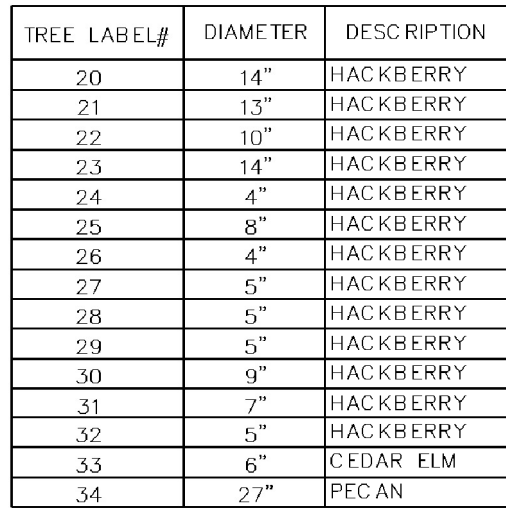 TREE LABEL# DIAMETER DESCRIPTION
20 14" HACKBERRY
21 13" HACKBERRY
22 10" HACKBERRY
23 14" HACKBERRY
24 4" HACKBERRY
25 8" HACKBERRY
26 4" HACKBERRY
27 5" HACKBERRY
28 5" HACKBERRY
29 5" HACKBERRY
30 9" HACKBERRY
31 7" HACKBERRY
32 5" HACKBERRY
33 6" CEDAR ELM
34 27" PECAN